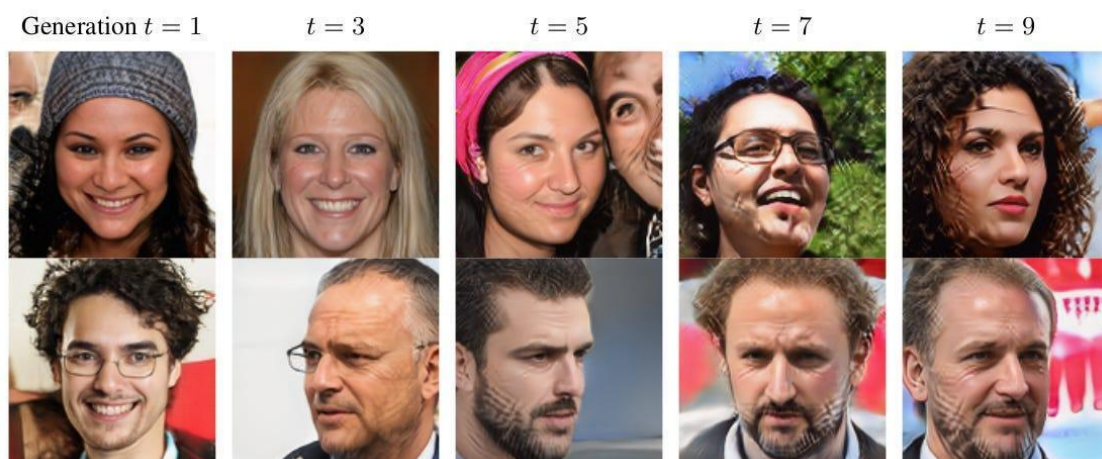 Generation t = 1 t = 3 t = 5 t = 7 t = 9